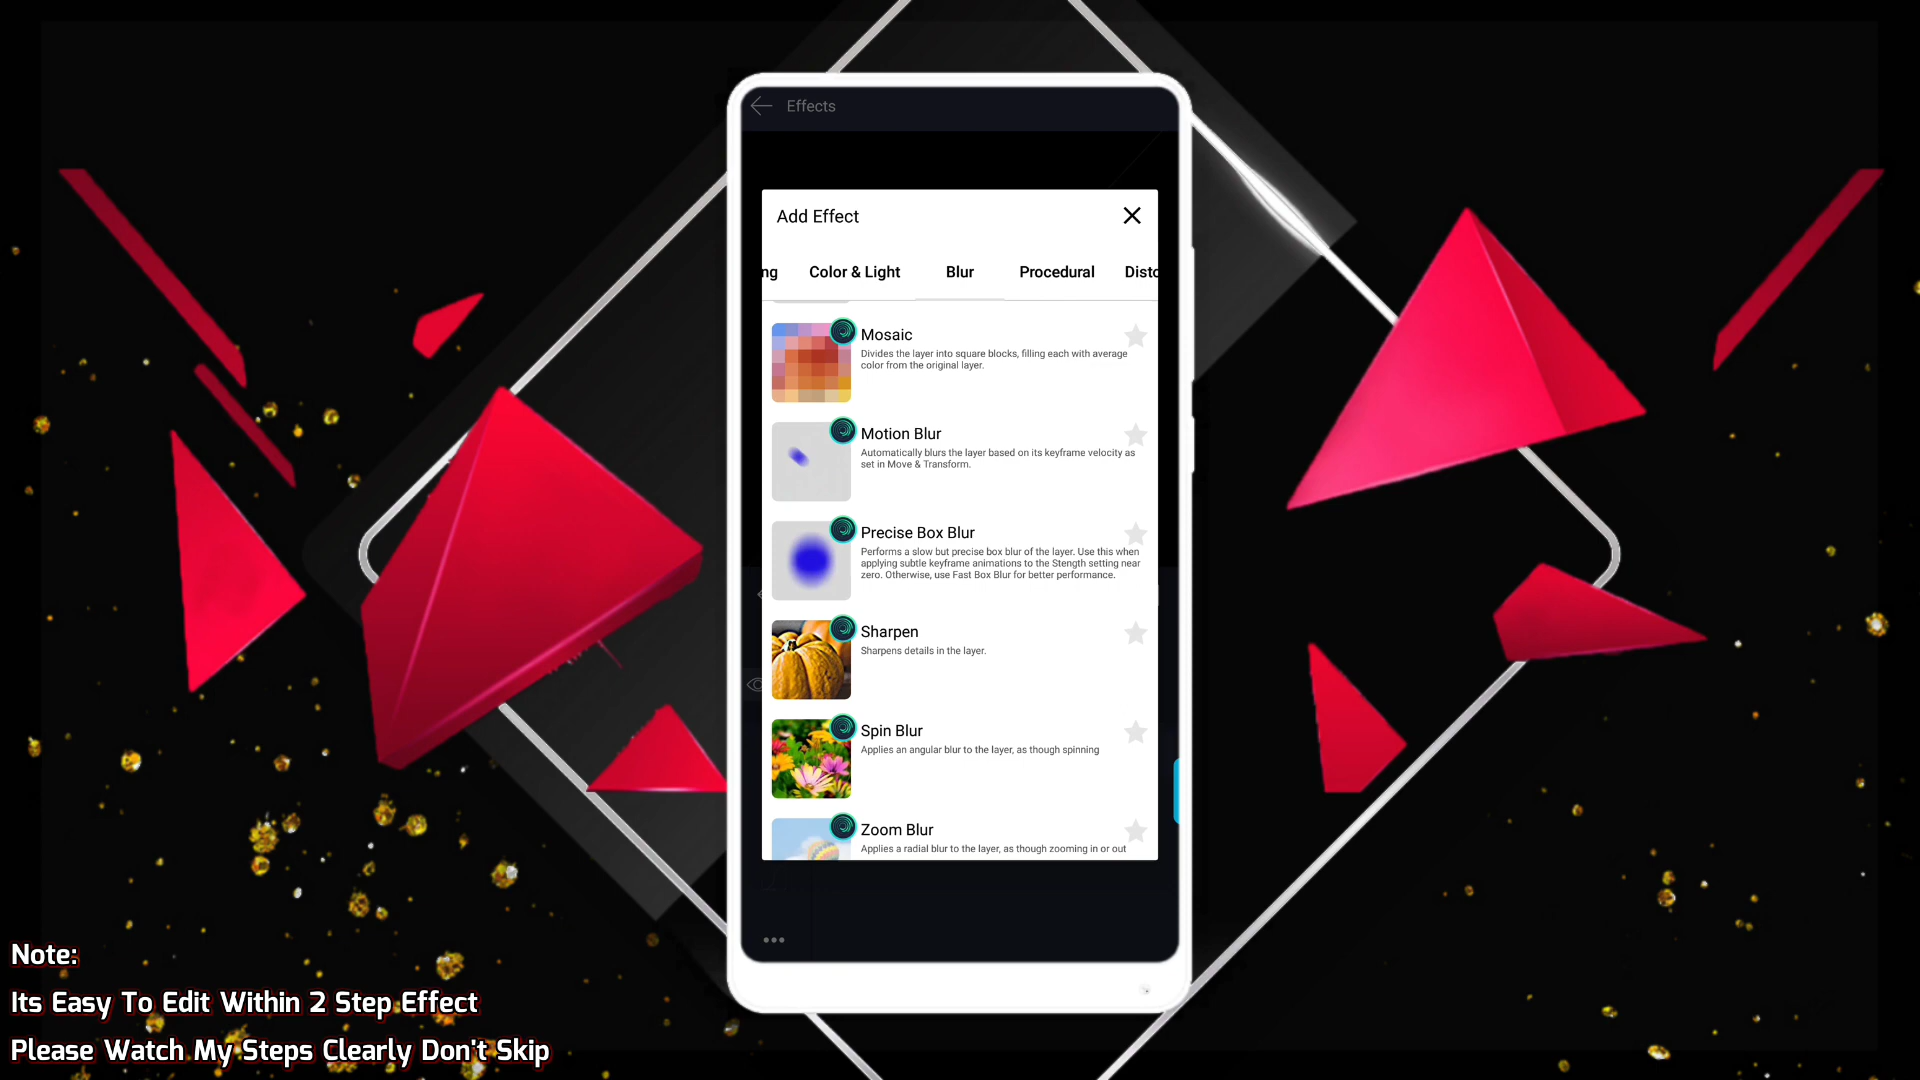 Effects
Add Effect
ng Color & Light Blur Procedural Disto
Mosaic
Divides the layer into square blocks, filling each with average
color from the original layer.
Motion Blur
Automatically blurs the layer based on its keyframe velocity as
set in Move & Transform.
Precise Box Blur
Performs a slow but precise box blur of the layer. Use this when
applying subtle keyframe animations to the Stength setting near
zero. Otherwise, use Fast Box Blur for better performance.
Sharpen
Sharpens details in the layer.
Spin Blur
Applies an angular blur to the layer, as though spinning
Zoom Blur
Applies a radial blur to the layer, as though zooming in or out
Note:
Its Easy To Edit Within 2 Step Effect
Please Watch My Steps Clearly Don't Skip